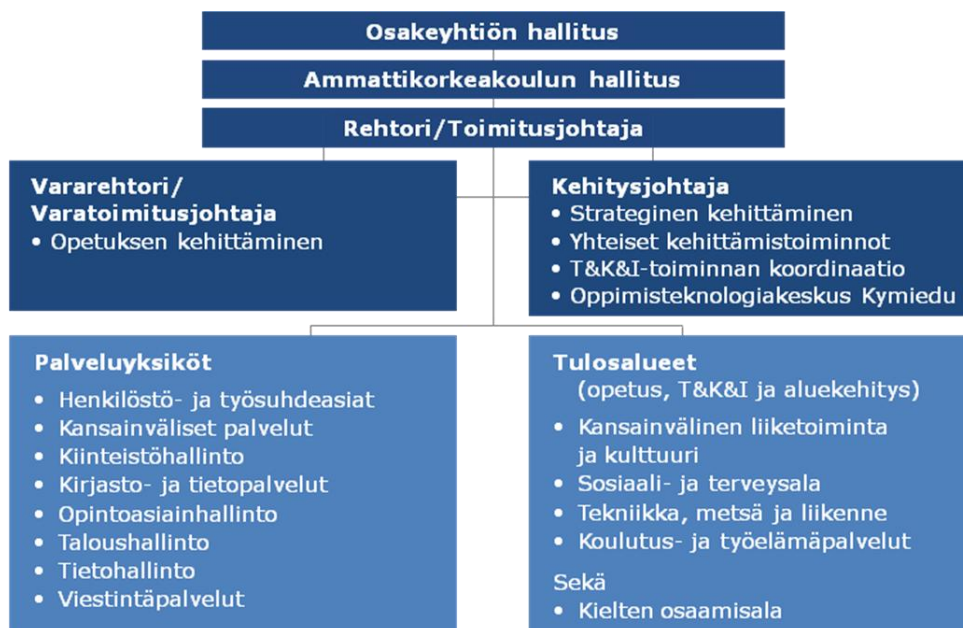 Osakeyhtiön hallitus
Ammattikorkeakoulun hallitus
Rehtori/Toimitusjohtaja
Vararehtori/
Varatoimitusjohtaja
• Opetuksen kehittäminen
Kehitysjohtaja
• Strateginen kehittäminen
• Yhteiset kehittämistoiminnot
• T&K&I-toiminnan koordinaatio
• Oppimisteknologiakeskus Kymiedu
Palveluyksiköt
• Henkilöstö- ja työsuhdeasiat
• Kansainväliset palvelut
• Kiinteistöhallinto
• Kirjasto- ja tietopalvelut
• Opintoasiainhallinto
• Taloushallinto
• Tietohallinto
• Viestintäpalvelut
Tulosalueet
(opetus, T&K&I ja aluekehitys)
• Kansainvälinen liiketoiminta
ja kulttuuri
• Sosiaali- ja terveysala
• Tekniikka, metsä ja liikenne
• Koulutus- ja työelämäpalvelut
Sekä
• Kielten osaamisala